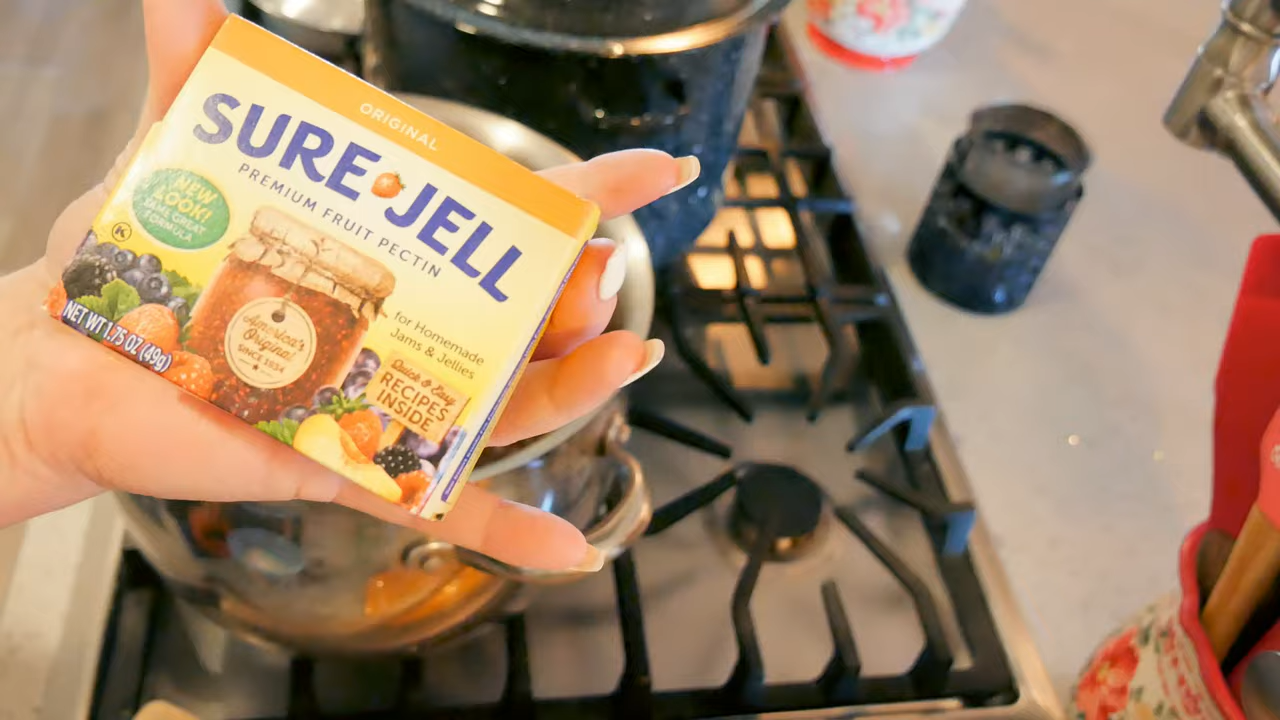 ORIGINAL
SURE JELL
PREMIUM FRUIT PECTIN
NEW
LOOK!
SAME GREAT
FORMULA
K
NET WT 1.75 OZ (49g)
America's
Original
SINCE 1934
for Homemade
Jams & Jellies
Quick & Easy
RECIPES
INSIDE